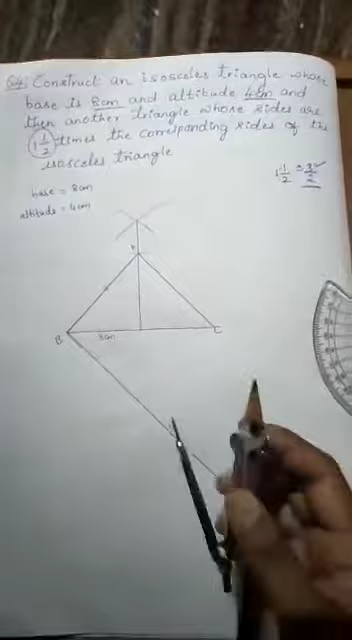 Q4. Construct an isosceles triangle whose
base is 8cm and altitude 4cm and
then another triangle whose sides are
1 1/2 times the corresponding sides of the
isosceles triangle
1 1/2 = 3/2
base = 8cm
altitude = 4cm
A
B
8cm
C